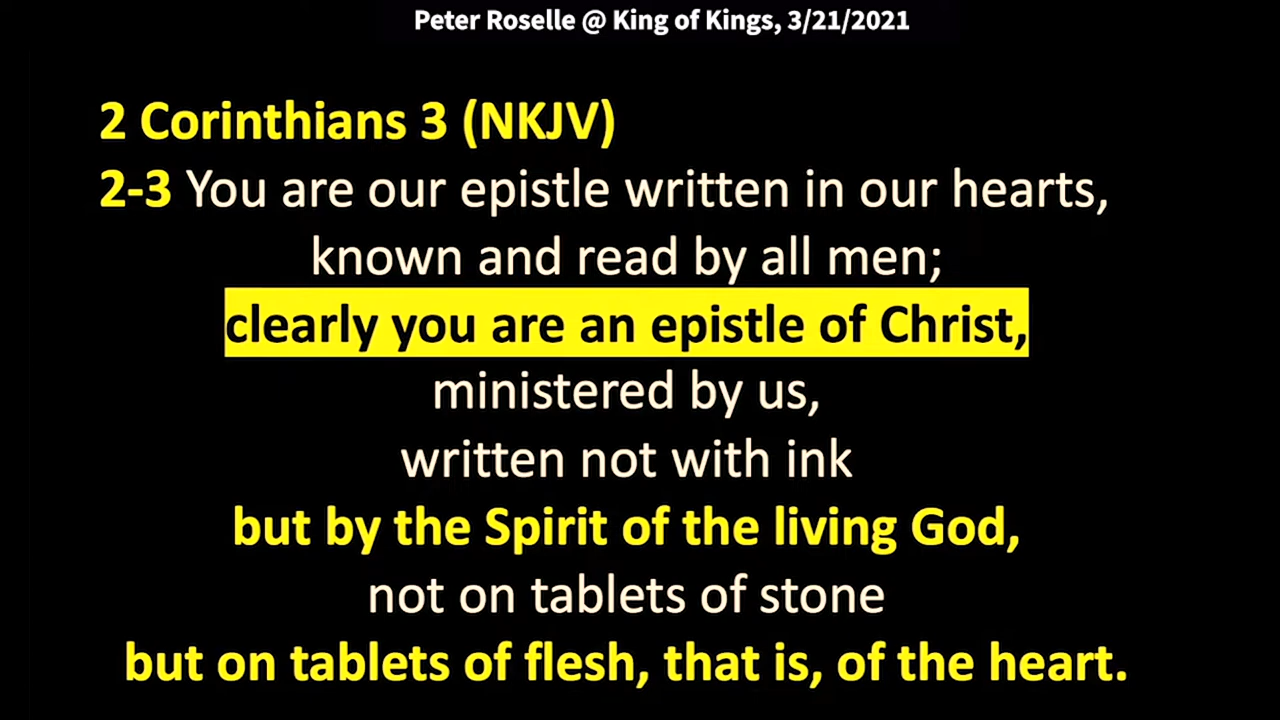 Peter Roselle @ King of Kings, 3/21/2021
2 Corinthians 3 (NKJV)
2-3 You are our epistle written in our hearts,
known and read by all men;
clearly you are an epistle of Christ,
ministered by us,
written not with ink
but by the Spirit of the living God,
not on tablets of stone
but on tablets of flesh, that is, of the heart.